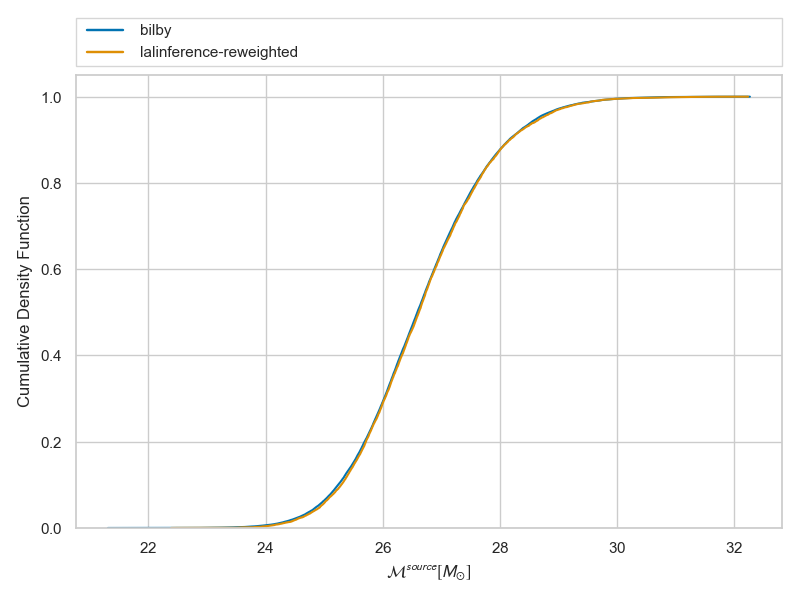 bilby
lalinference-reweighted
1.0
0.8
0.6
0.4
0.2
0.0
Cumulative Density Function
22 24 26 28 30 32
ℳ^source[M_⊙]